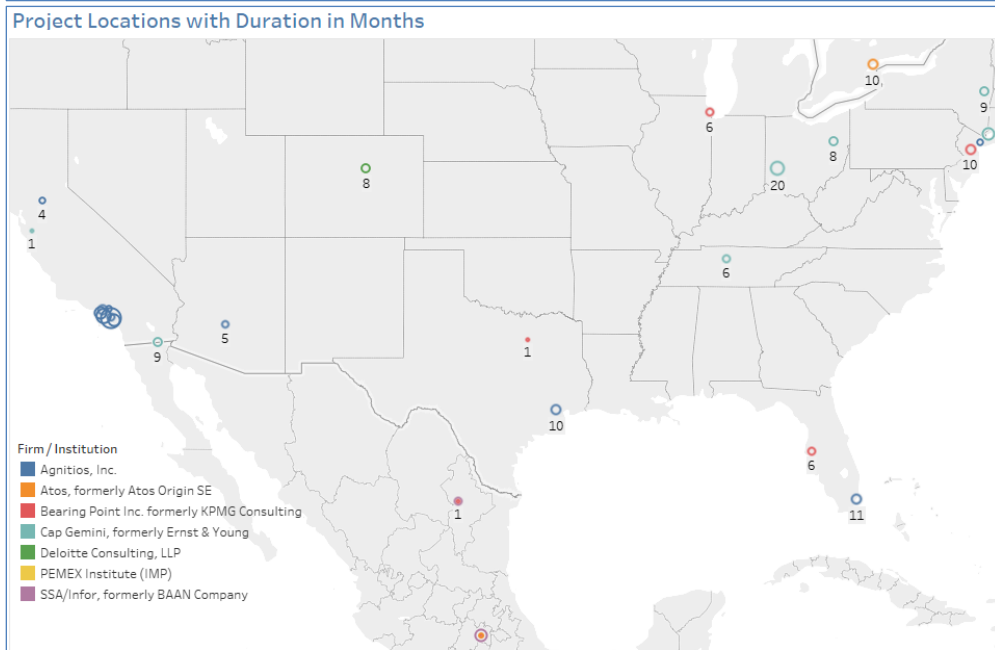 Project Locations with Duration in Months
10
9
6
8
10
20
8
4
1
6
5
9
1
10
6
11
1
Firm / Institution
Agnitios, Inc.
Atos, formerly Atos Origin SE
Bearing Point Inc. formerly KPMG Consulting
Cap Gemini, formerly Ernst & Young
Deloitte Consulting, LLP
PEMEX Institute (IMP)
SSA/Infor, formerly BAAN Company